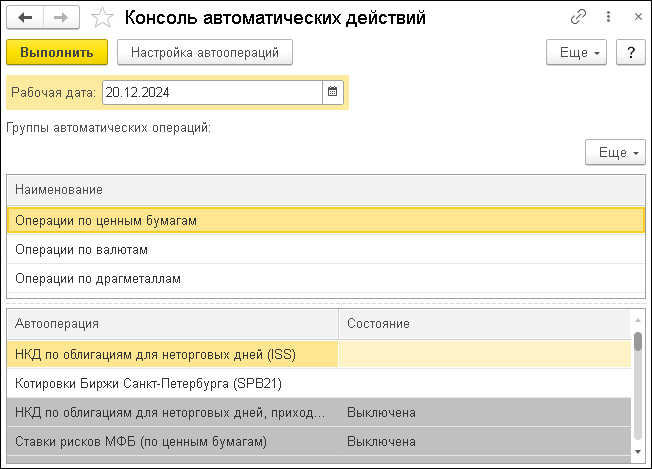 Консоль автоматических действий
Выполнить Настройка автоопераций Еще ?
Рабочая дата: 20.12.2024
Группы автоматических операций:
Еще
Наименование
Операции по ценным бумагам
Операции по валютам
Операции по драгметаллам
Автооперация Состояние
НКД по облигациям для неторговых дней (ISS)
Котировки Биржи Санкт-Петербурга (SPB21)
НКД по облигациям для неторговых дней, приход... Выключена
Ставки рисков МФБ (по ценным бумагам) Выключена